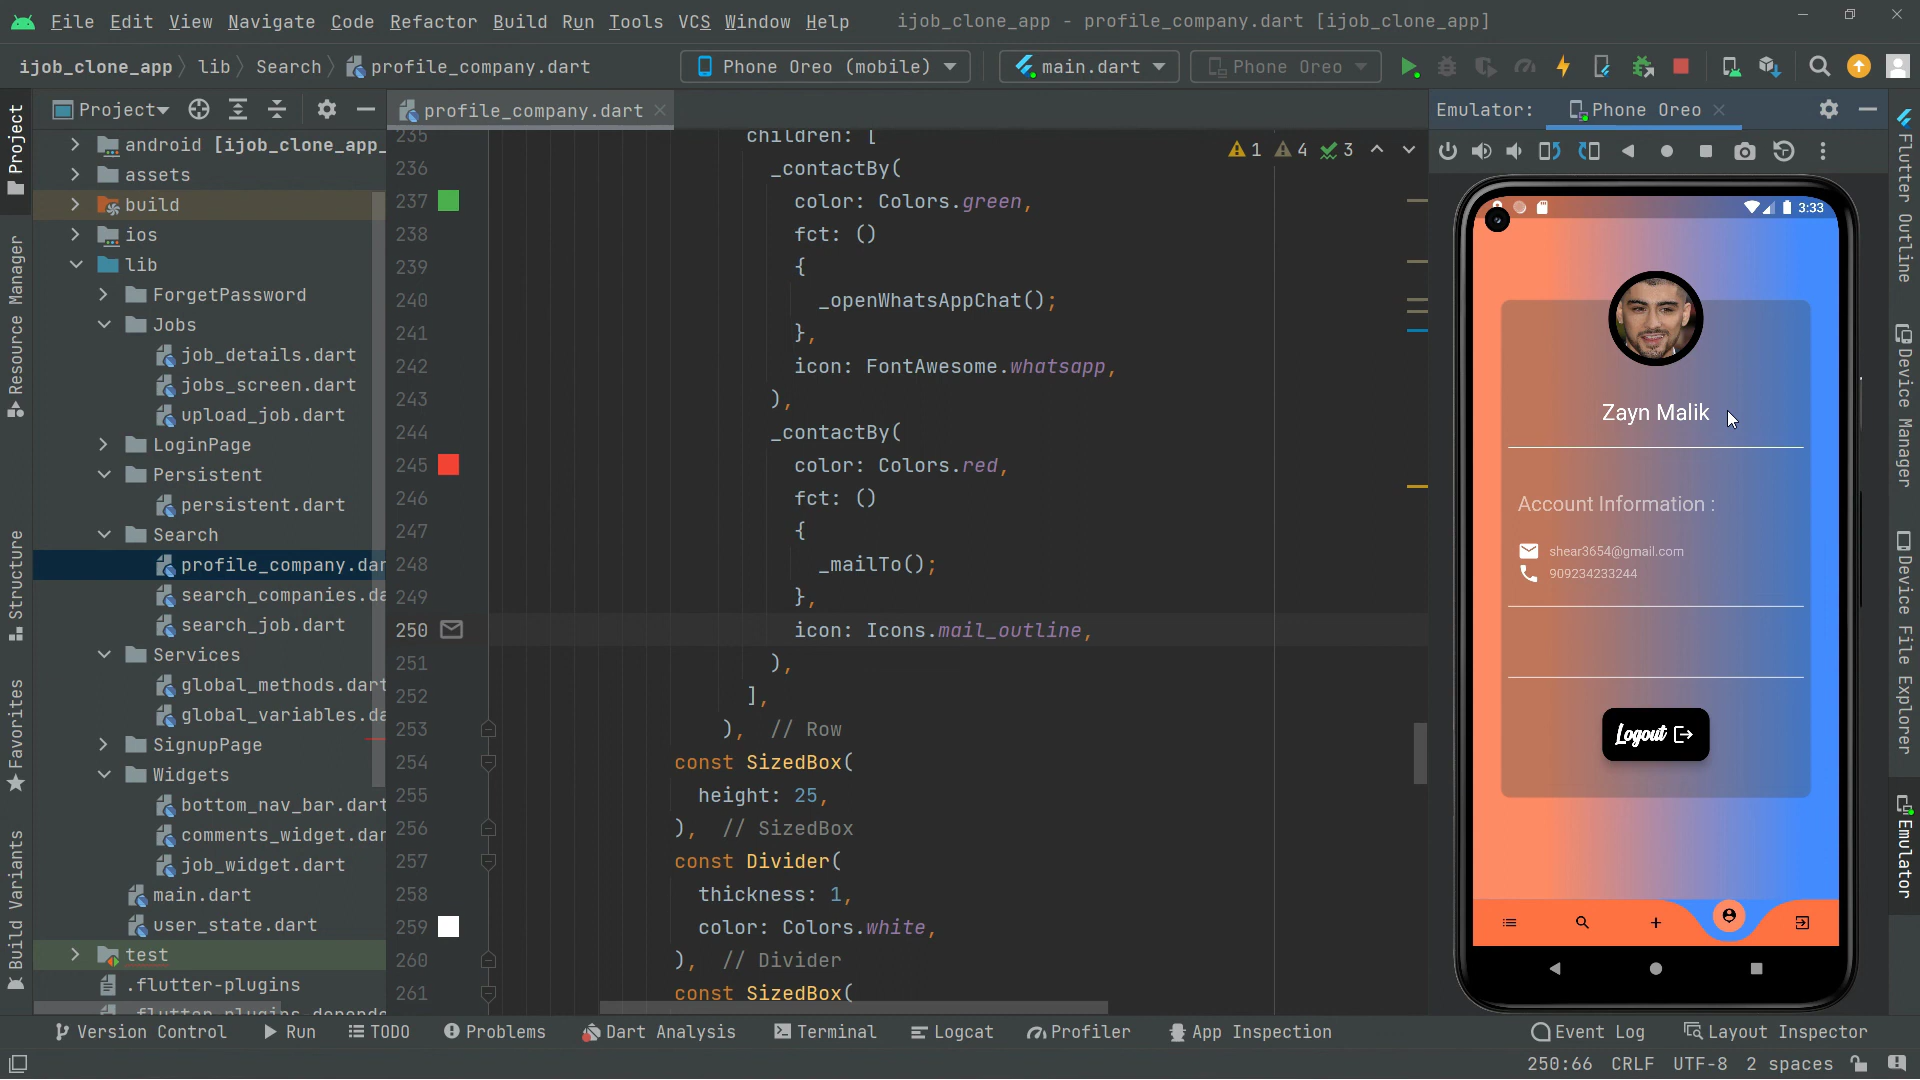 File Edit View Navigate Code Refactor Build Run Tools VCS Window Help ijob_clone_app - profile_company.dart [ijob_clone_app]
ijob_clone_app lib Search profile_company.dart Phone Oreo (mobile) main.dart Phone Oreo
Project profile_company.dart Emulator: Phone Oreo
android [ijob_clone_app_
assets
build
ios
lib
ForgetPassword
Jobs
job_details.dart
jobs_screen.dart
upload_job.dart
LoginPage
Persistent
persistent.dart
Search
profile_company.dar
search_companies.da
search_job.dart
Services
global_methods.dart
global_variables.da
SignupPage
Widgets
bottom_nav_bar.dart
comments_widget.dar
job_widget.dart
main.dart
user_state.dart
test
.flutter-plugins
.flutter-plugins-depende
Project
Resource Manager
Structure
Favorites
Build Variants
1 4 3
235 children: [
236 _contactBy(
237 color: Colors.green,
238 fct: ()
239 {
240 _openWhatsAppChat();
241 },
242 icon: FontAwesome.whatsapp,
243 ),
244 _contactBy(
245 color: Colors.red,
246 fct: ()
247 {
248 _mailTo();
249 },
250 icon: Icons.mail_outline,
251 ),
252 ],
253 ), // Row
254 const SizedBox(
255 height: 25,
256 ), // SizedBox
257 const Divider(
258 thickness: 1,
259 color: Colors.white,
260 ), // Divider
261 const SizedBox(
3:33
Zayn Malik
Account Information :
shear3654@gmail.com
909234233244
Logout
Flutter Outline
Device Manager
Device File Explorer
Emulator
Version Control Run TODO Problems Dart Analysis Terminal Logcat Profiler App Inspection Event Log Layout Inspector
250:66 CRLF UTF-8 2 spaces